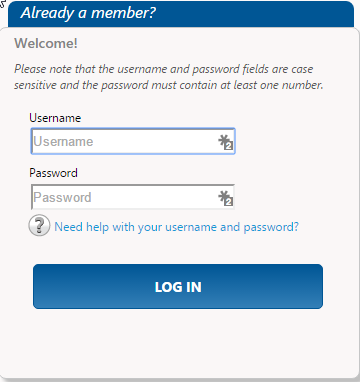 Already a member?
Welcome!
Please note that the username and password fields are case
sensitive and the password must contain at least one number.
Username
Username
Password
Password
? Need help with your username and password?
LOG IN